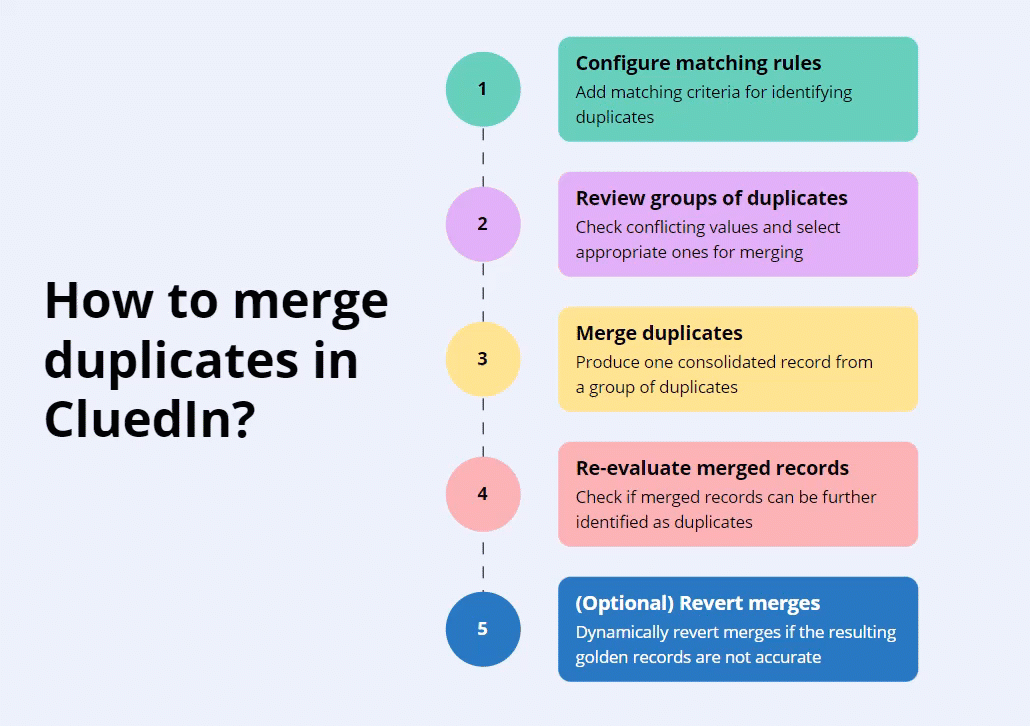 How to merge
duplicates in
CluedIn?
1
Configure matching rules
Add matching criteria for identifying
duplicates
2
Review groups of duplicates
Check conflicting values and select
appropriate ones for merging
3
Merge duplicates
Produce one consolidated record from
a group of duplicates
4
Re-evaluate merged records
Check if merged records can be further
identified as duplicates
5
(Optional) Revert merges
Dynamically revert merges if the resulting
golden records are not accurate